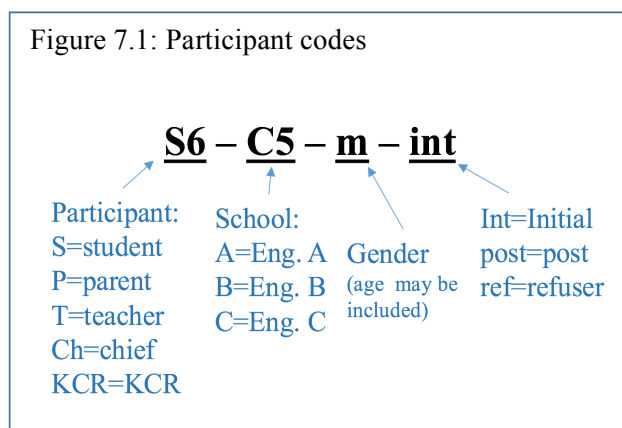 Figure 7.1: Participant codes
S6 – C5 – m – int
Participant:
S=student
P=parent
T=teacher
Ch=chief
KCR=KCR
School:
A=Eng. A
B=Eng. B
C=Eng. C
Gender
(age may be
included)
Int=Initial
post=post
ref=refuser